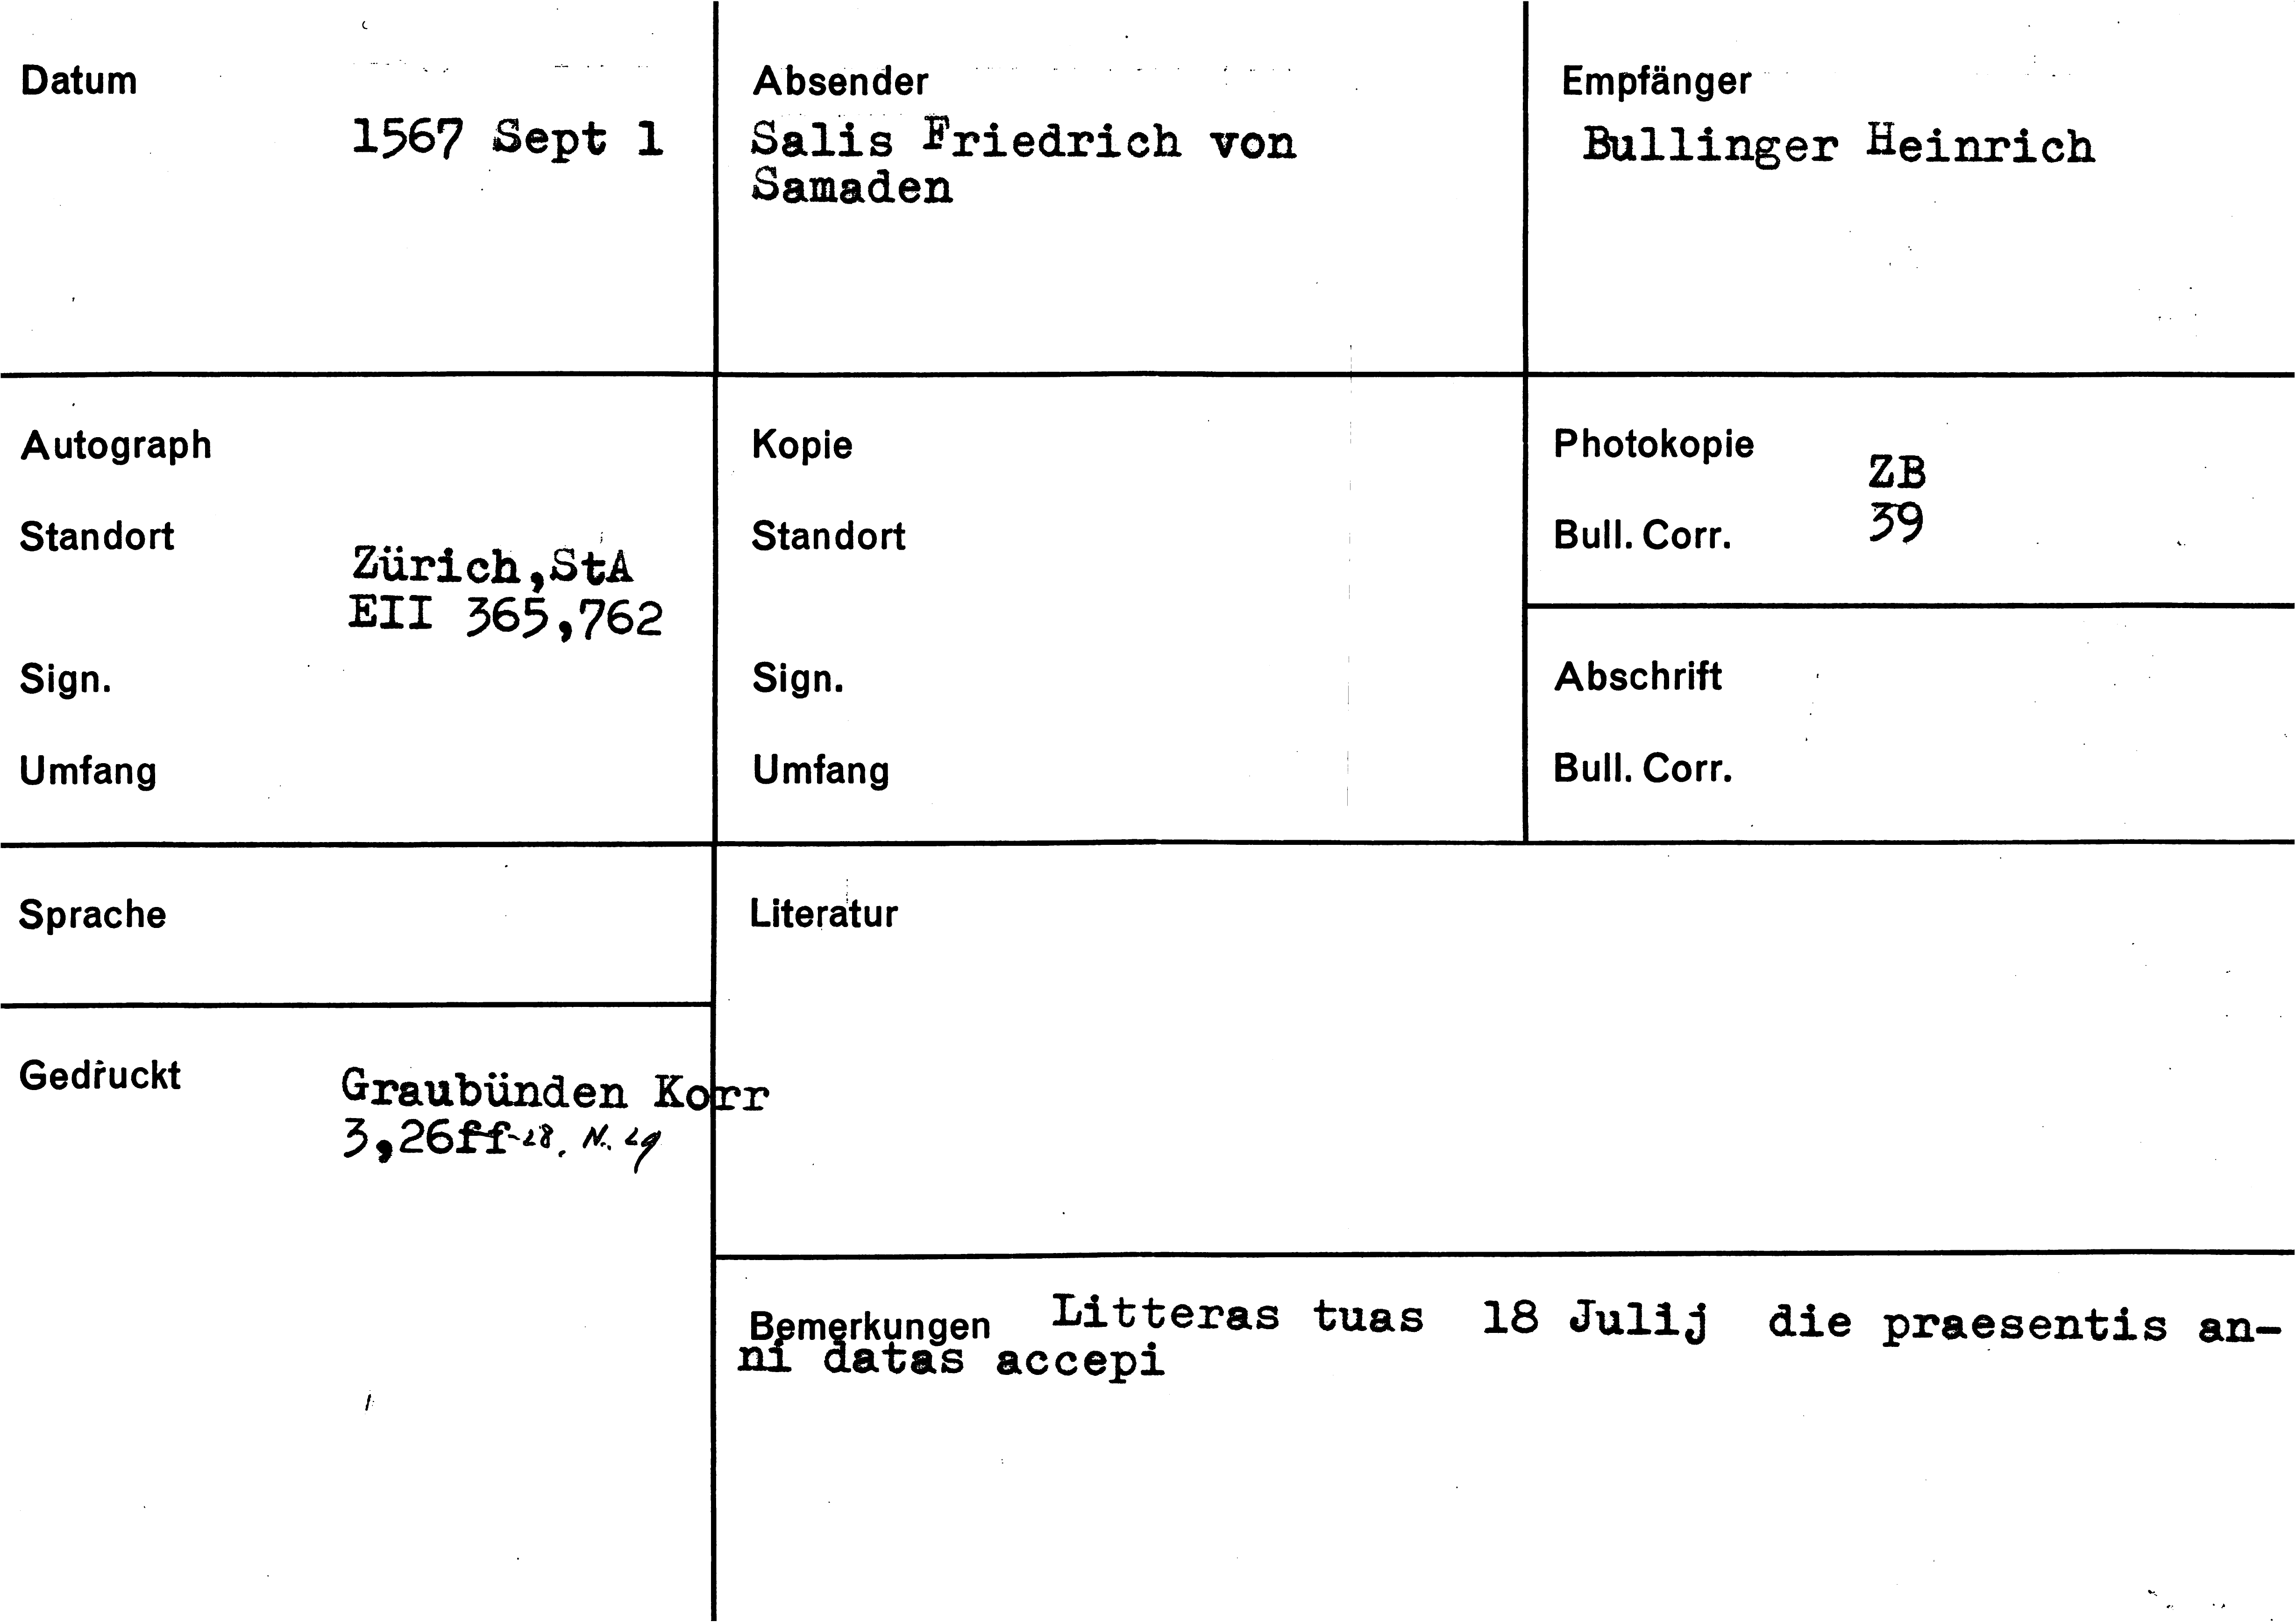 Datum
1567 Sept 1
Absender
Salis Friedrich von
Samaden
Empfänger
Bullinger Heinrich
Autograph
Standort
Zürich,StA
EII 365,762
Sign.
Umfang
Kopie
Standort
Sign.
Umfang
Photokopie
ZB
Bull. Corr.
39
Abschrift
Bull. Corr.
Sprache
Literatur
Gedruckt
Graubünden Korr
3,26ff-28. N. 29
Bemerkungen Litteras tuas 18 Julij die praesentis an-
ni datas accepi